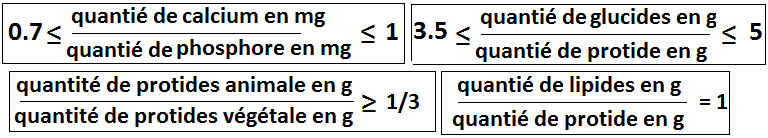 0.7 ≤ quantié de calcium en mg / quantié de phosphore en mg ≤ 1
3.5 ≤ quantié de glucides en g / quantié de protide en g ≤ 5
quantité de protides animale en g / quantité de protides végétale en g ≥ 1/3
quantié de lipides en g / quantié de protide en g = 1